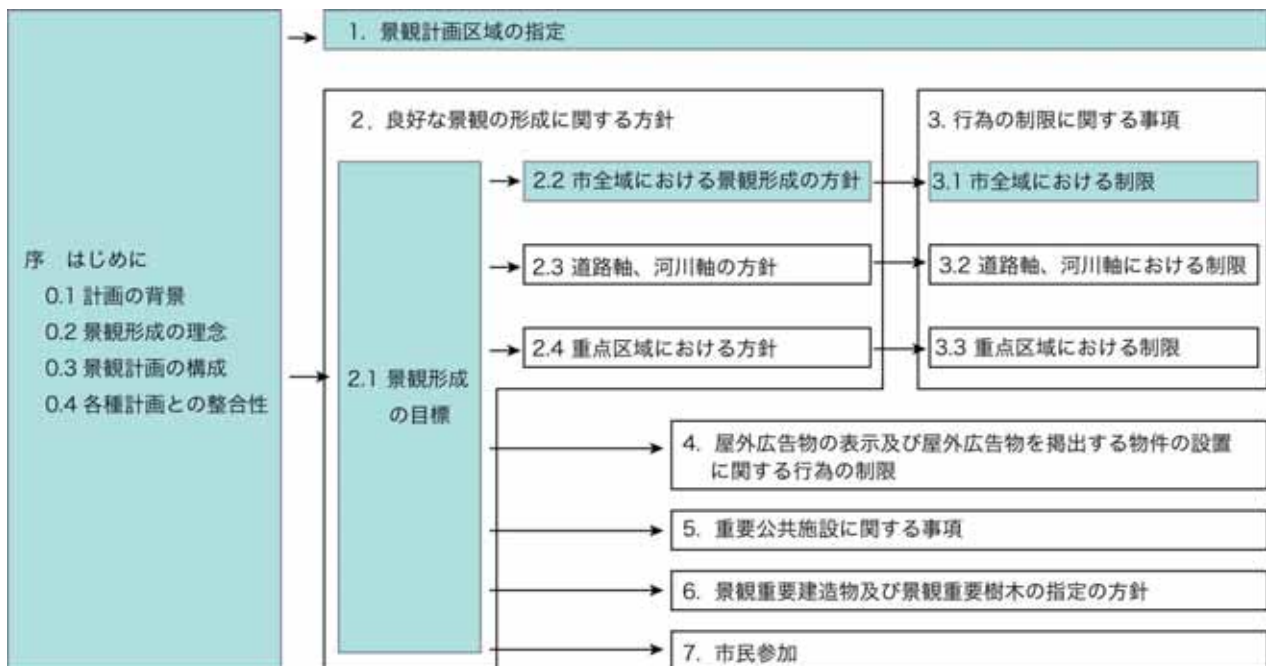 序　はじめに
0.1 計画の背景
0.2 景観形成の理念
0.3 景観計画の構成
0.4 各種計画との整合性
1. 景観計画区域の指定
2. 良好な景観の形成に関する方針
2.1 景観形成
の目標
2.2 市全域における景観形成の方針
2.3 道路軸、河川軸の方針
2.4 重点区域における方針
3. 行為の制限に関する事項
3.1 市全域における制限
3.2 道路軸、河川軸における制限
3.3 重点区域における制限
4. 屋外広告物の表示及び屋外広告物を掲出する物件の設置
に関する行為の制限
5. 重要公共施設に関する事項
6. 景観重要建造物及び景観重要樹木の指定の方針
7. 市民参加